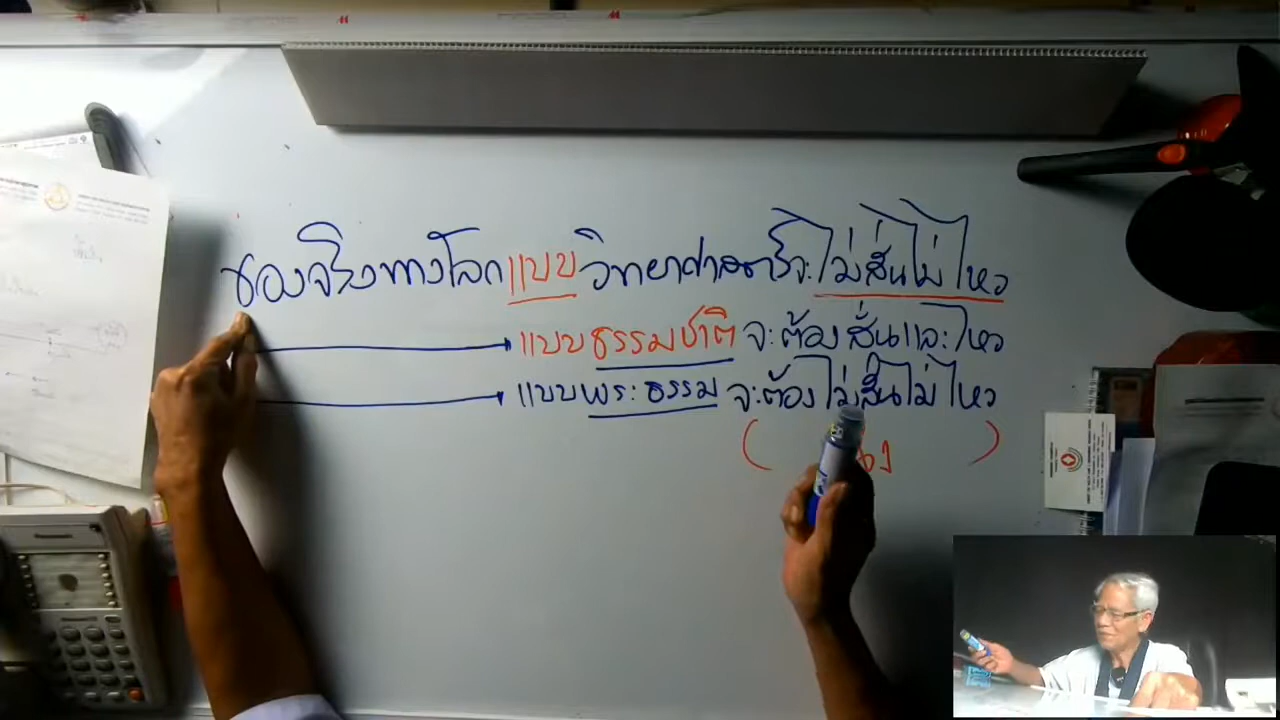 ของจริงทางโลกแบบวิทยาศาสตร์จะไม่สั่นไม่ไหว
แบบธรรมชาติ จะต้องสั่นและไหว
แบบพระธรรม จะต้องไม่สั่นไม่ไหว
( )
Panasonic